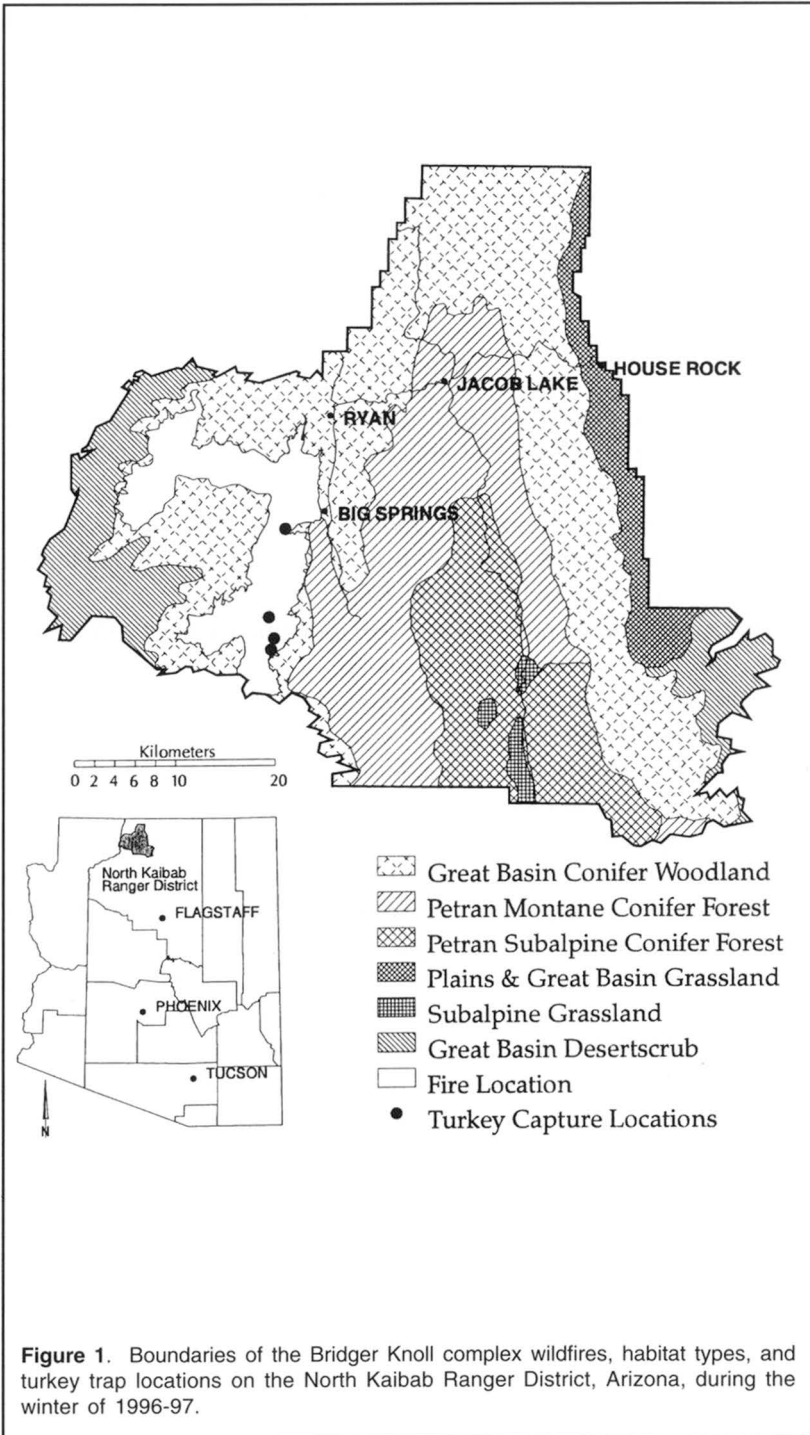 HOUSE ROCK
JACOB LAKE
RYAN
BIG SPRINGS
Kilometers
0 2 4 6 8 10 20
North Kaibab
Ranger District
FLAGSTAFF
PHOENIX
TUCSON
N
Great Basin Conifer Woodland
Petran Montane Conifer Forest
Petran Subalpine Conifer Forest
Plains & Great Basin Grassland
Subalpine Grassland
Great Basin Desertscrub
Fire Location
Turkey Capture Locations
Figure 1. Boundaries of the Bridger Knoll complex wildfires, habitat types, and
turkey trap locations on the North Kaibab Ranger District, Arizona, during the
winter of 1996-97.